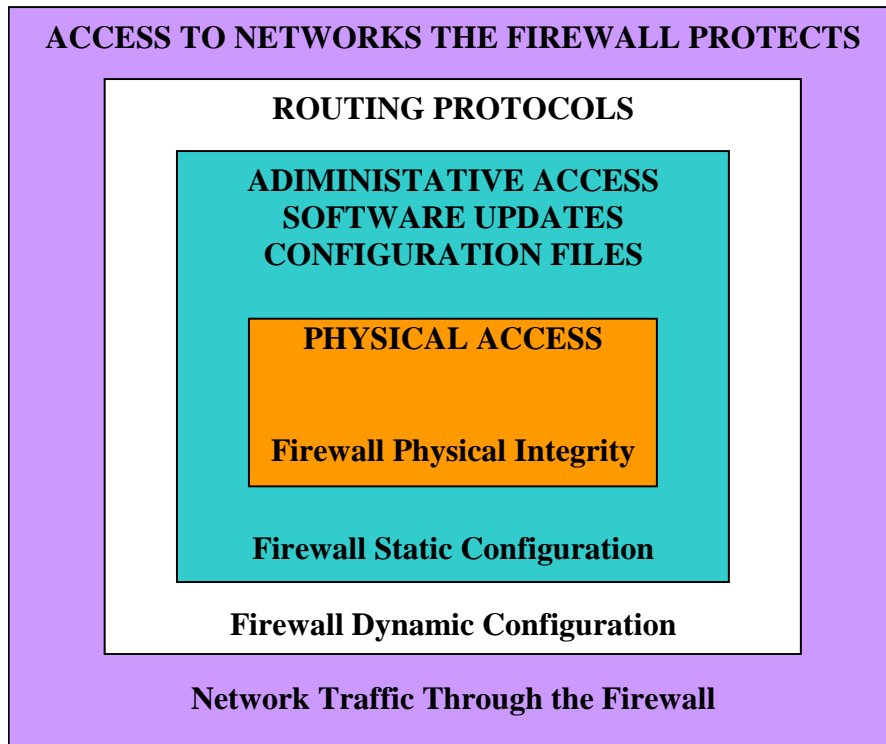 ACCESS TO NETWORKS THE FIREWALL PROTECTS
ROUTING PROTOCOLS
ADIMINISTATIVE ACCESS
SOFTWARE UPDATES
CONFIGURATION FILES
PHYSICAL ACCESS
Firewall Physical Integrity
Firewall Static Configuration
Firewall Dynamic Configuration
Network Traffic Through the Firewall